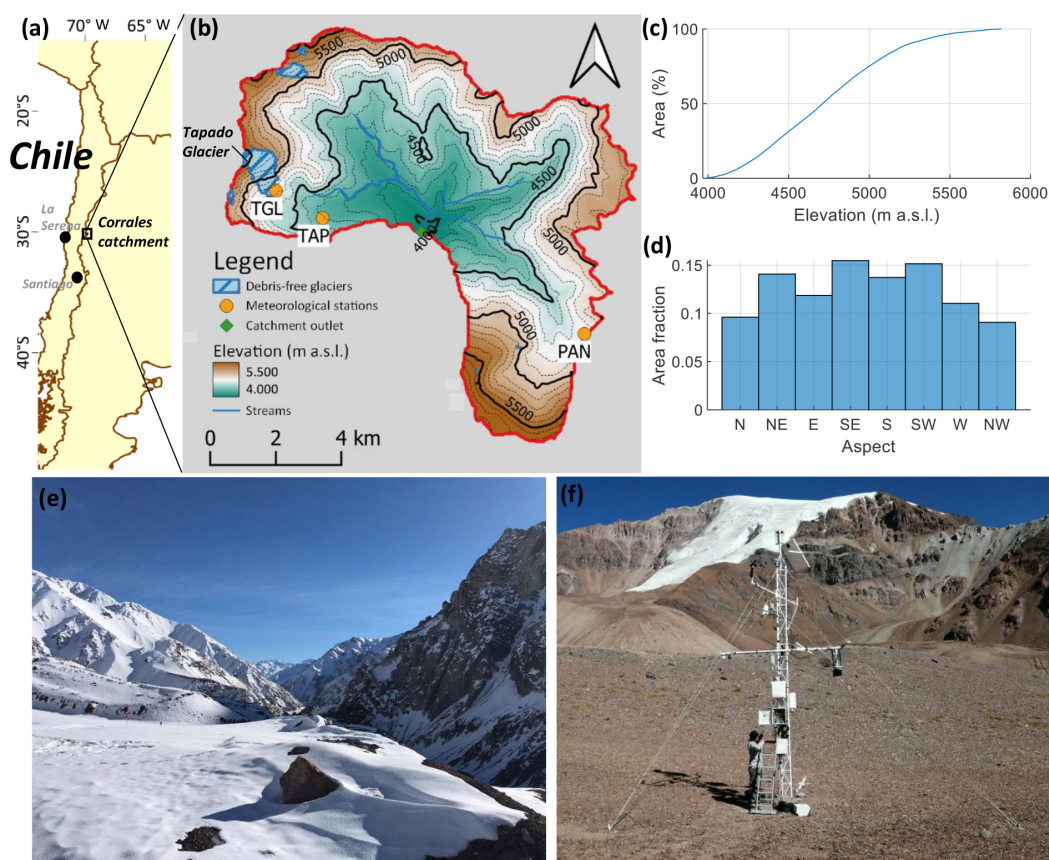 (a)
70° W 65° W
20°S
30°S
40°S
Chile
La
Serena
Corrales
catchment
Santiago
(b)
5500
5000
5000
4500
4500
5000
4000
5000
5500
Tapado
Glacier
TGL
TAP
PAN
Legend
Debris-free glaciers
Meteorological stations
Catchment outlet
Elevation (m a.s.l.)
5.500
4.000
Streams
0 2 4 km
(c)
Area (%)
100
50
0
4000 4500 5000 5500 6000
Elevation (m a.s.l.)
(d)
Area fraction
0.15
0.1
0.05
0
N NE E SE S SW W NW
Aspect
(e)
(f)